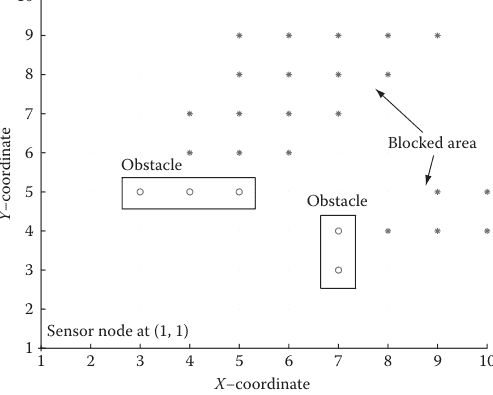 10
9
8
7
6
5
4
3
2
1
Y–coordinate
Obstacle
Obstacle
Blocked area
Sensor node at (1, 1)
1 2 3 4 5 6 7 8 9 10
X–coordinate